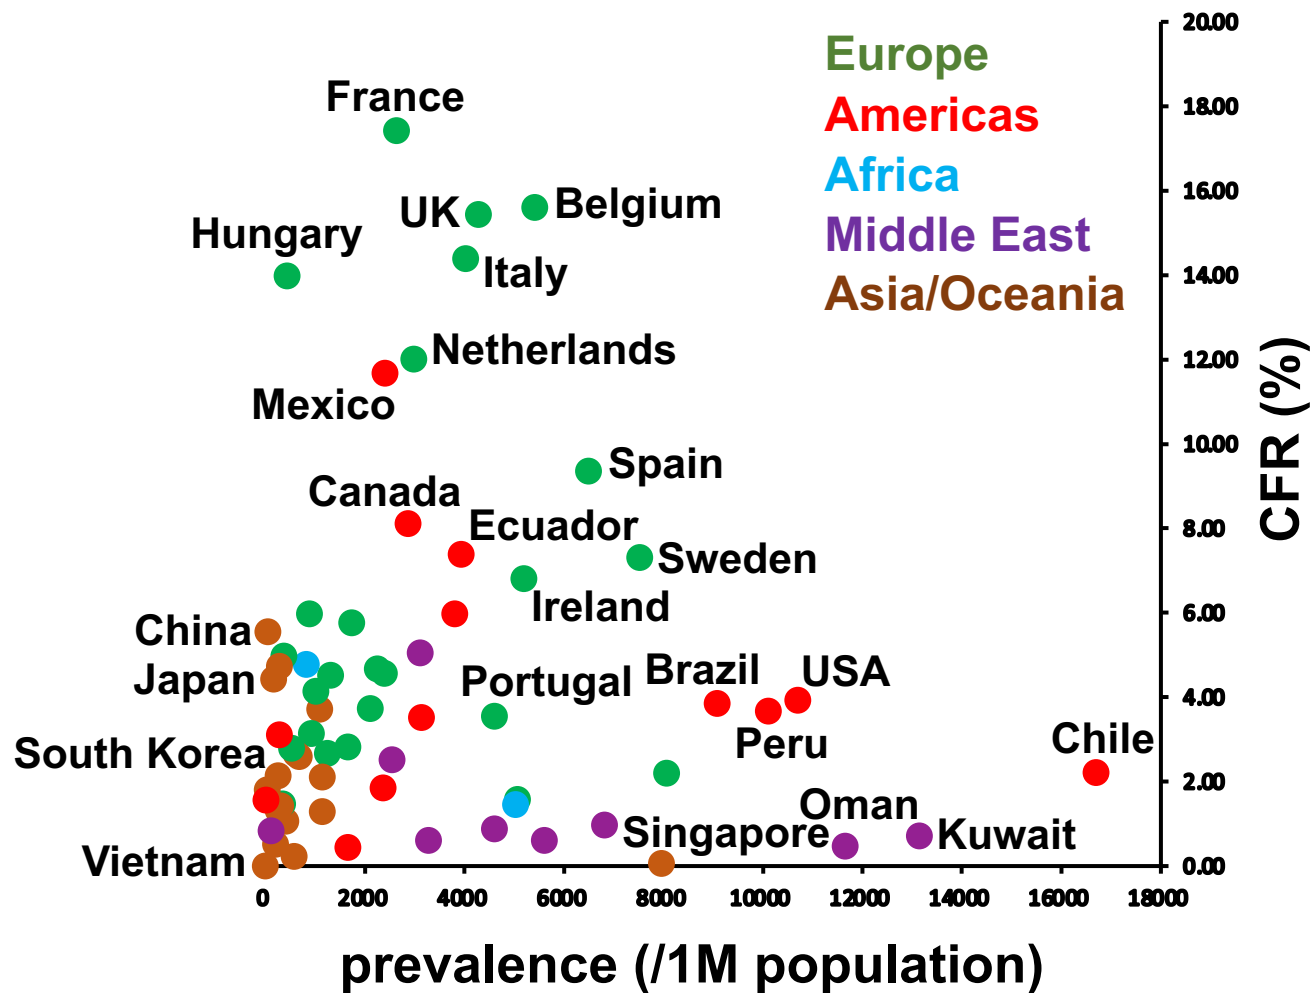 20.00
Europe
France
18.00
Americas
Africa
16.00
UK
Belgium
Hungary
Middle East
Italy
14.00
Asia/Oceania
Netherlands
12.00
Mexico
CFR (%)
10.00
Spain
Canada
Ecuador
8.00
Sweden
Ireland
6.00
China
Japan
Portugal
Brazil
USA
4.00
South Korea
Peru
Chile
2.00
Oman
Singapore
Kuwait
Vietnam
0.00
0 2000 4000 6000 8000 10000 12000 14000 16000 18000
prevalence (/1M population)